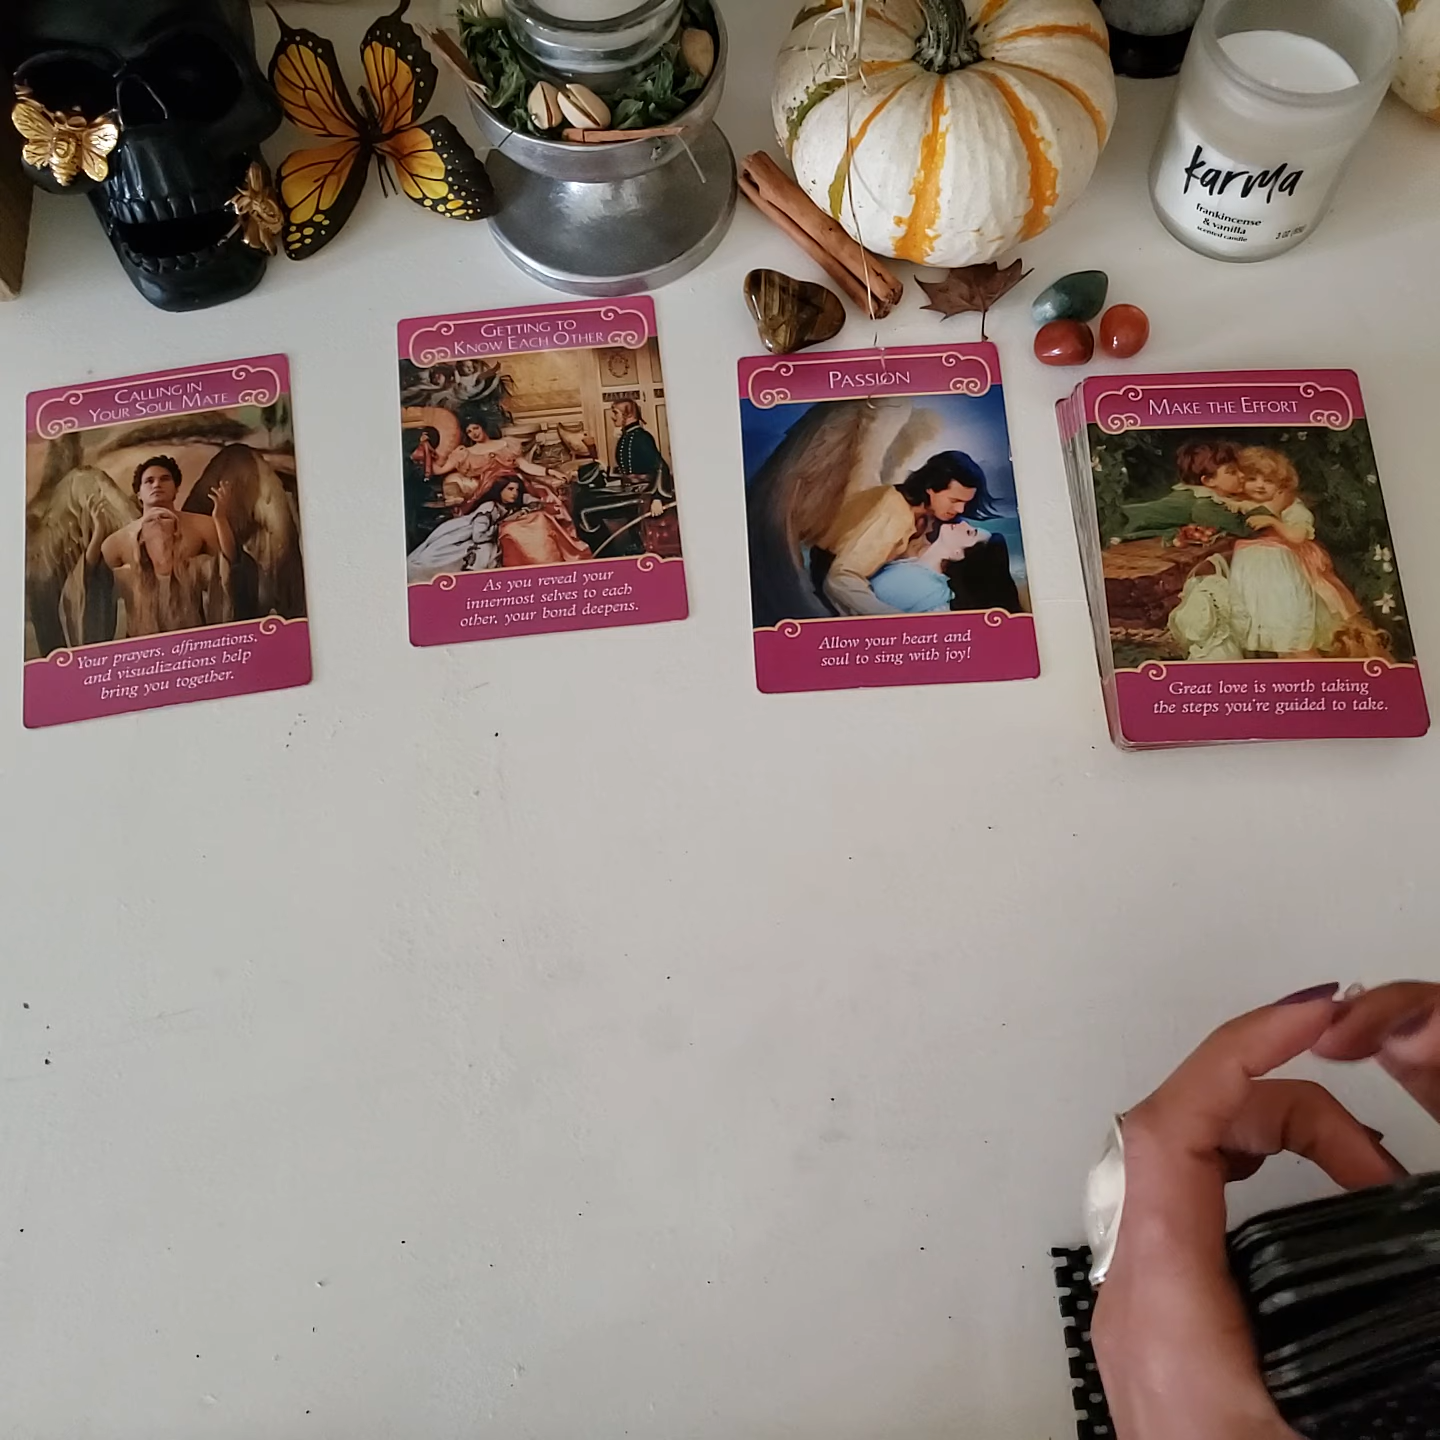 karma
frankincense
& vanilla
scented candle
3 OZ (85g)
CALLING IN
YOUR SOUL MATE
Your prayers, affirmations,
and visualizations help
bring you together.
GETTING TO
KNOW EACH OTHER
As you reveal your
innermost selves to each
other, your bond deepens.
PASSION
Allow your heart and
soul to sing with joy!
MAKE THE EFFORT
Great love is worth taking
the steps you're guided to take.